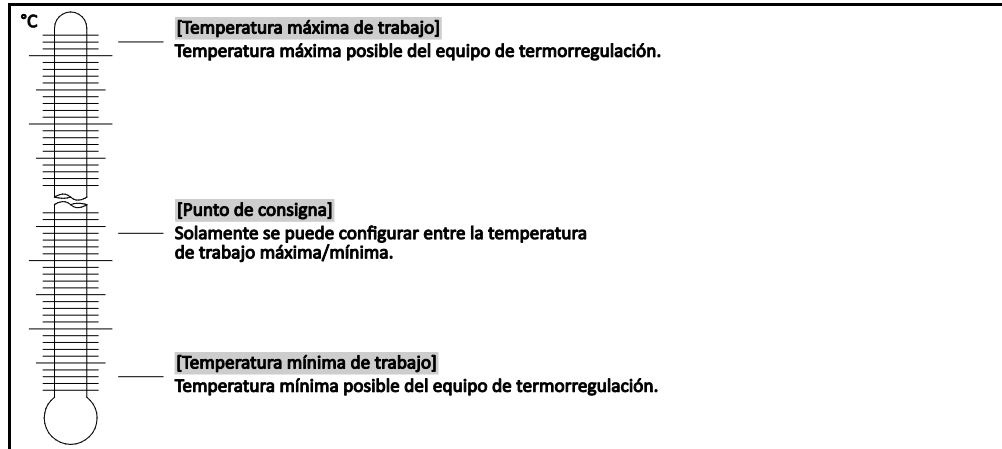 °C
[Temperatura máxima de trabajo]
Temperatura máxima posible del equipo de termorregulación.
[Punto de consigna]
Solamente se puede configurar entre la temperatura
de trabajo máxima/mínima.
[Temperatura mínima de trabajo]
Temperatura mínima posible del equipo de termorregulación.